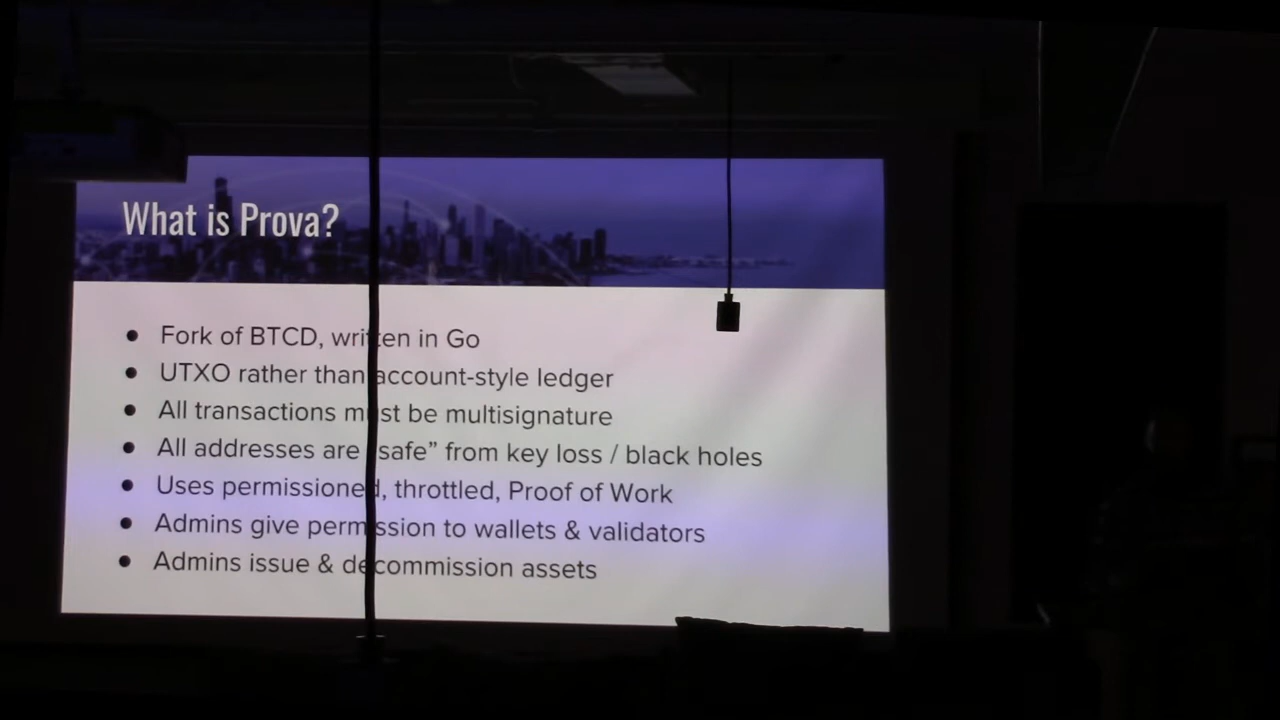 What is Prova?
● Fork of BTCD, written in Go
● UTXO rather than account-style ledger
● All transactions must be multisignature
● All addresses are “safe” from key loss / black holes
● Uses permissioned, throttled, Proof of Work
● Admins give permission to wallets & validators
● Admins issue & decommission assets